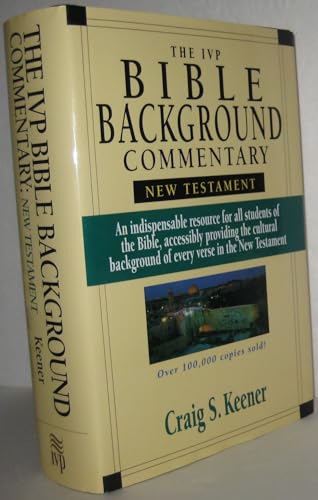 THE IVP
BIBLE
BACKGROUND
COMMENTARY
NEW TESTAMENT
An indispensable resource for all students of
the Bible, accessibly providing the cultural
background of every verse in the New Testament
Over 100,000 copies sold!
Craig S. Keener
THE IVP BIBLE BACKGROUND
COMMENTARY: NEW TESTAMENT
Keener
IVP